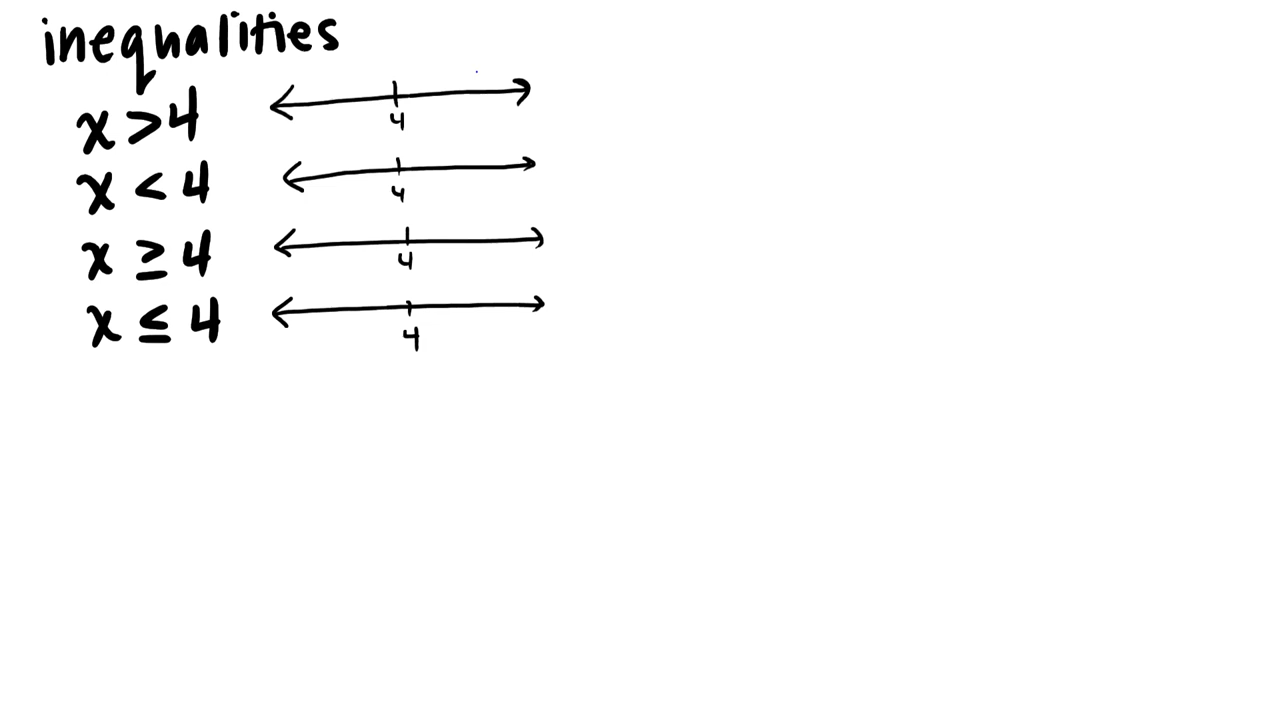 inequalities
x > 4 4
x < 4 4
x ≥ 4 4
x ≤ 4 4